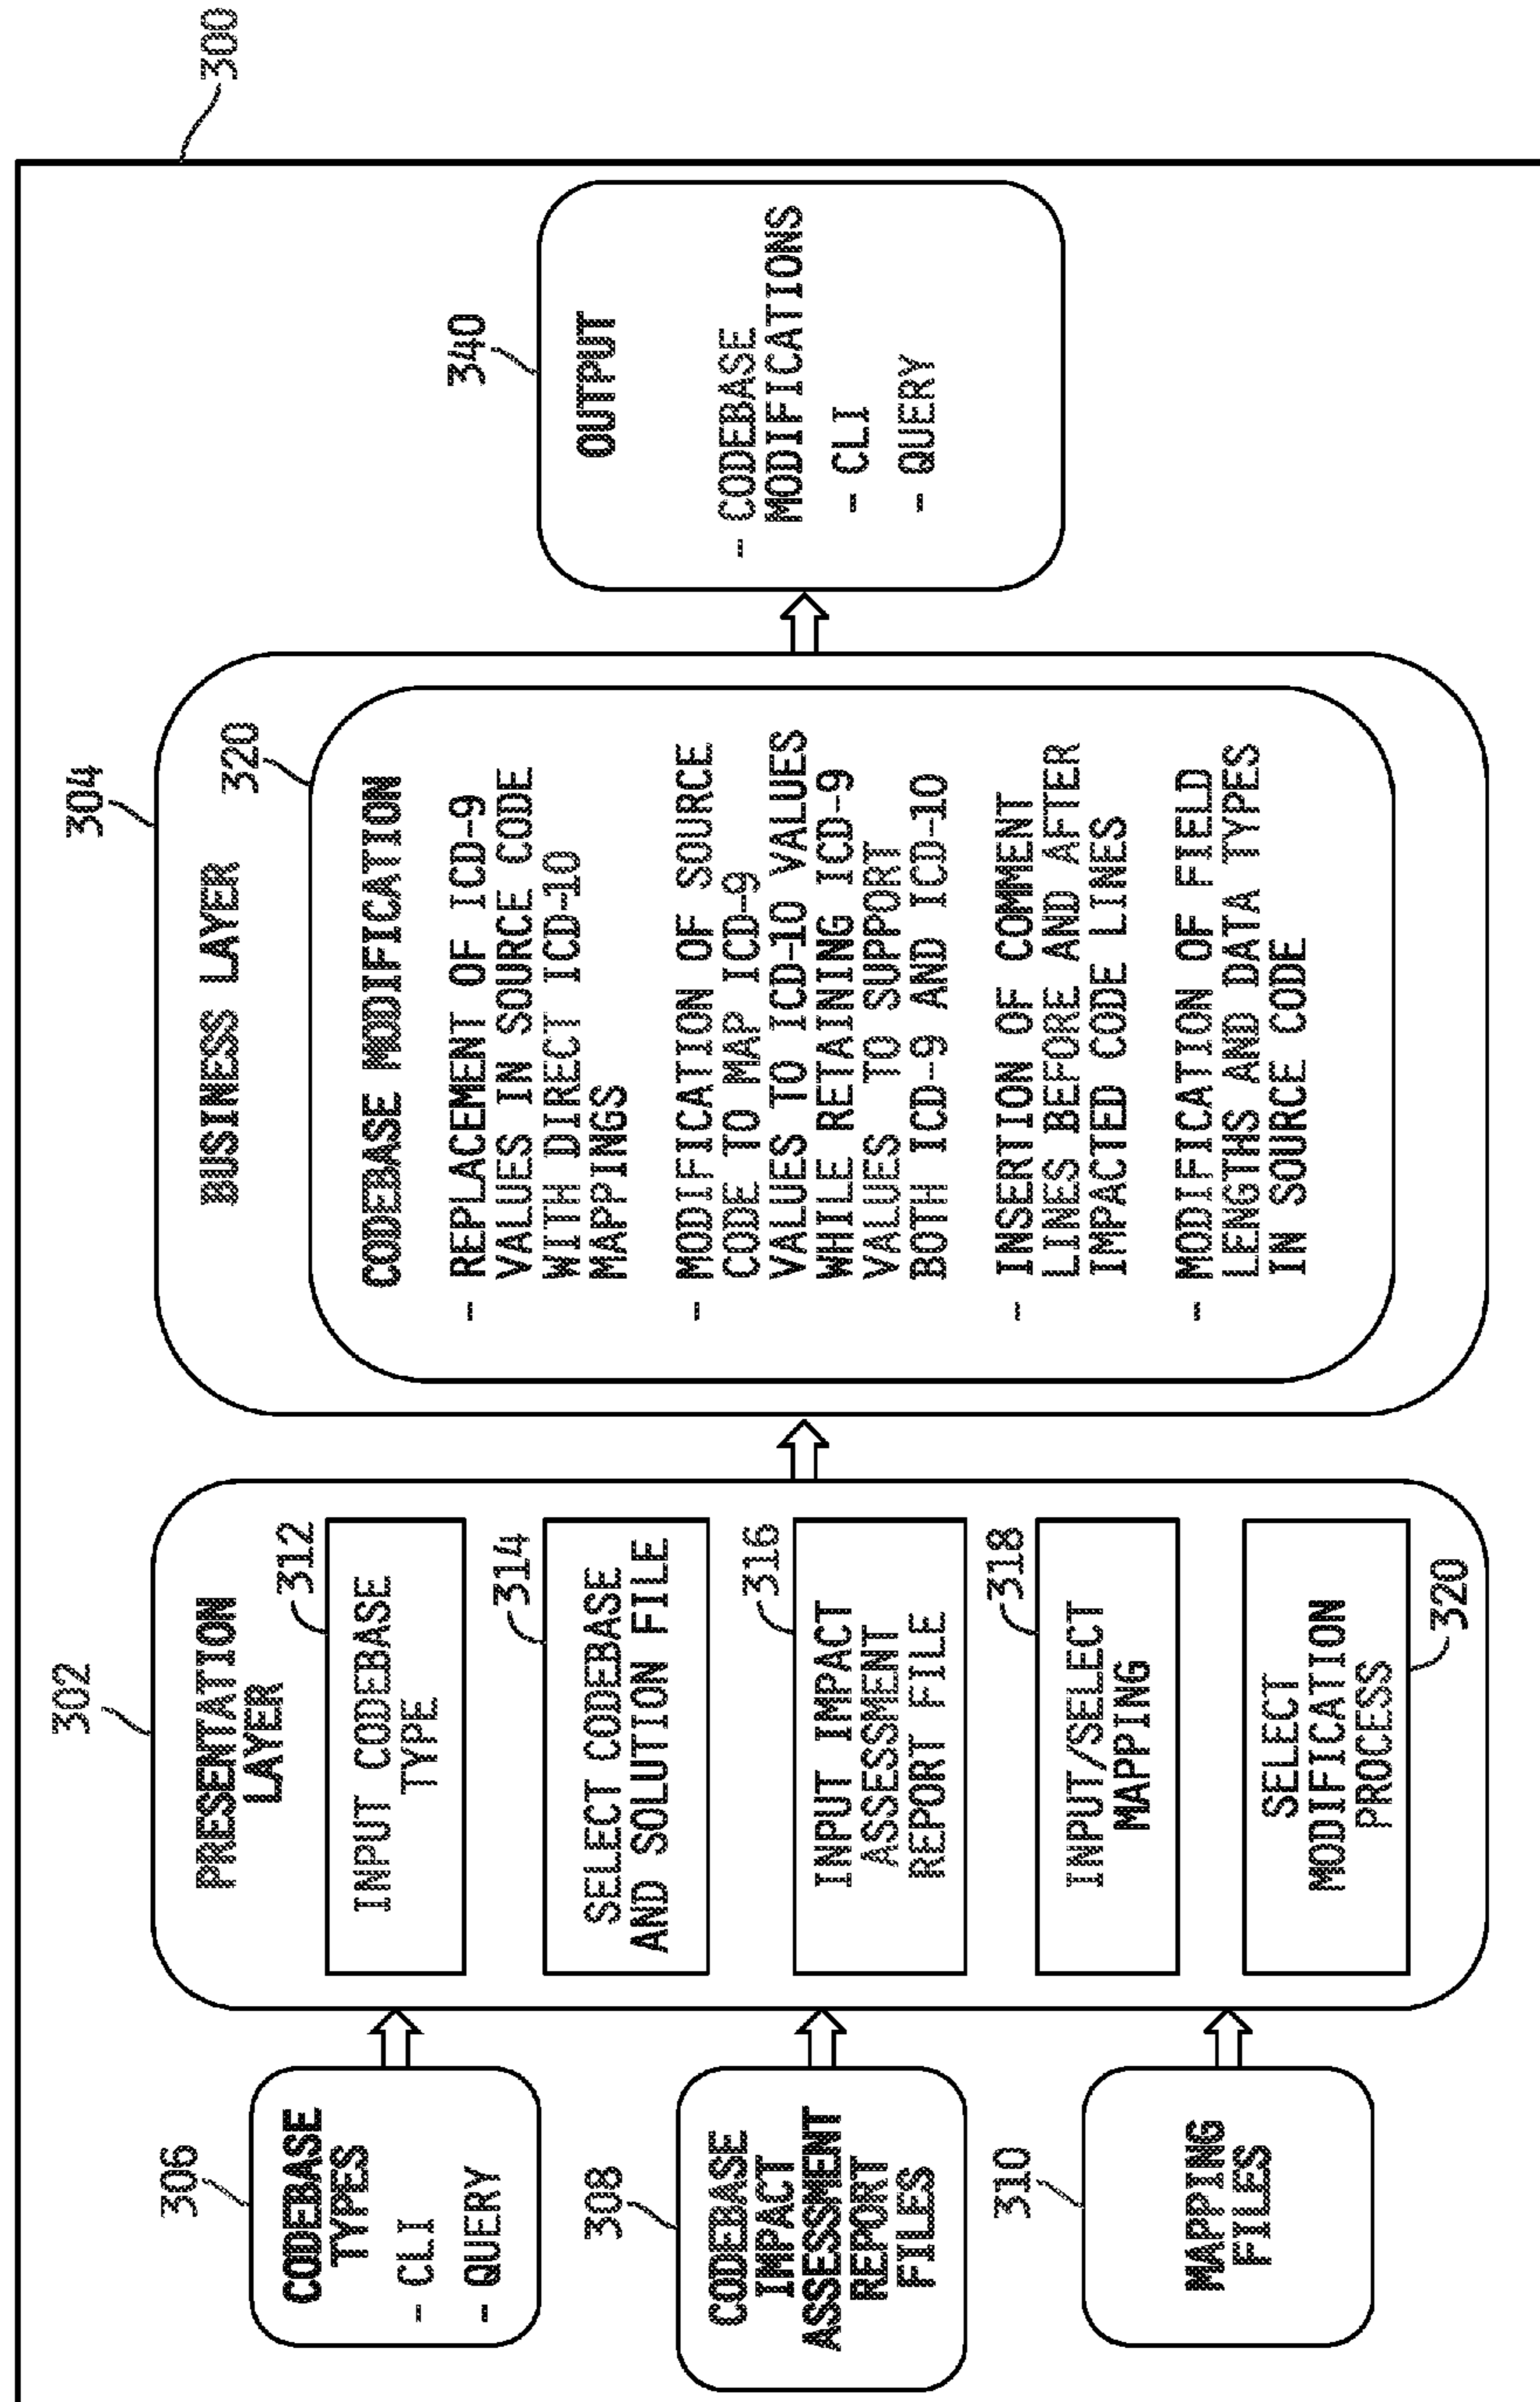 300
306
CODEBASE
TYPES
- CLI
- QUERY
308
CODEBASE
IMPACT
ASSESSMENT
REPORT
FILES
310
MAPPING
FILES
302
PRESENTATION
LAYER
312
INPUT CODEBASE
TYPE
314
SELECT CODEBASE
AND SOLUTION FILE
316
INPUT IMPACT
ASSESSMENT
REPORT FILE
318
INPUT/SELECT
MAPPING
SELECT
MODIFICATION
PROCESS
320
304
BUSINESS LAYER
320
CODEBASE MODIFICATION
- REPLACEMENT OF ICD-9
VALUES IN SOURCE CODE
WITH DIRECT ICD-10
MAPPINGS
- MODIFICATION OF SOURCE
CODE TO MAP ICD-9
VALUES TO ICD-10 VALUES
WHILE RETAINING ICD-9
VALUES TO SUPPORT
BOTH ICD-9 AND ICD-10
- INSERTION OF COMMENT
LINES BEFORE AND AFTER
IMPACTED CODE LINES
- MODIFICATION OF FIELD
LENGTHS AND DATA TYPES
IN SOURCE CODE
340
OUTPUT
- CODEBASE
MODIFICATIONS
- CLI
- QUERY